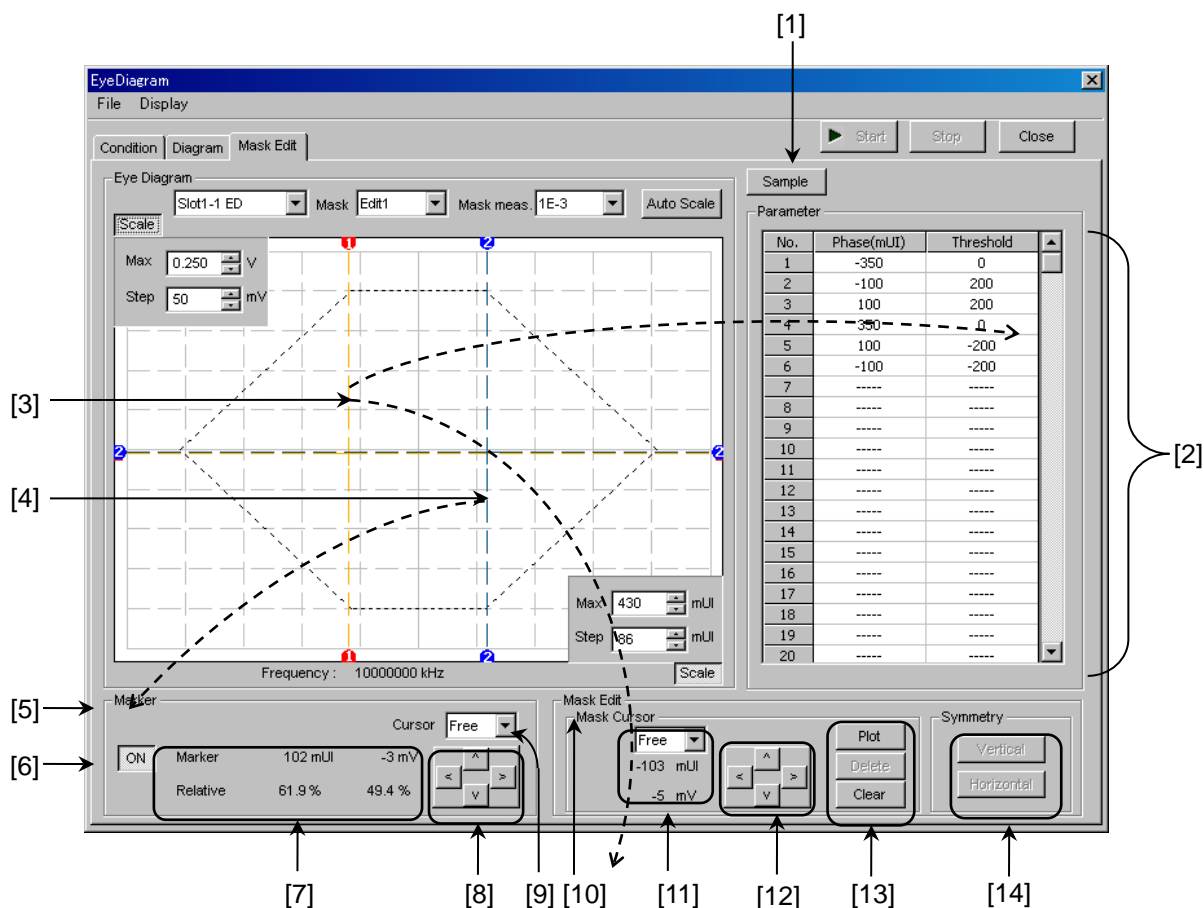 [1]
EyeDiagram
File Display
Start Stop Close
Condition Diagram Mask Edit
Sample
Eye Diagram
Slot1-1 ED Mask Edit1 Mask meas. 1E-3 Auto Scale
Scale
Max 0.250 V
Step 50 mV
1 2
2 2
Parameter
No. Phase(mUI) Threshold
1 -350 0
2 -100 200
3 100 200
4 350 0
5 100 -200
6 -100 -200
7 ----- -----
8 ----- -----
9 ----- -----
10 ----- -----
11 ----- -----
12 ----- -----
13 ----- -----
14 ----- -----
15 ----- -----
16 ----- -----
17 ----- -----
18 ----- -----
19 ----- -----
20 ----- -----
[2]
[3]
[4]
Max 430 mUI
Step 86 mUI
1 2
Frequency : 10000000 kHz
Scale
[5]
Marker
Cursor Free
[6]
ON
Marker 102 mUI -3 mV
Relative 61.9 % 49.4 %
< ^ > v
Mask Edit
Mask Cursor
Free
-103 mUI
-5 mV
< ^ > v
Plot
Delete
Clear
Symmetry
Vertical
Horizontal
[7] [8] [9] [10] [11] [12] [13] [14]